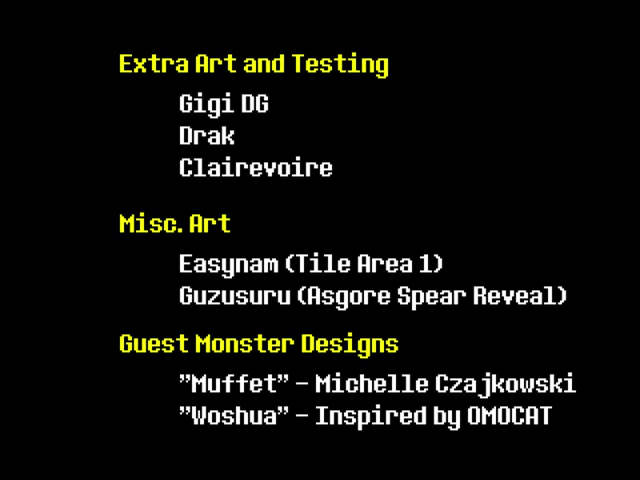 Extra Art and Testing
Gigi DG
Drak
Clairevoire
Misc. Art
Easynam (Tile Area 1)
Guzusuru (Asgore Spear Reveal)
Guest Monster Designs
”Muffet” - Michelle Czajkowski
”Woshua” - Inspired by OMOCAT